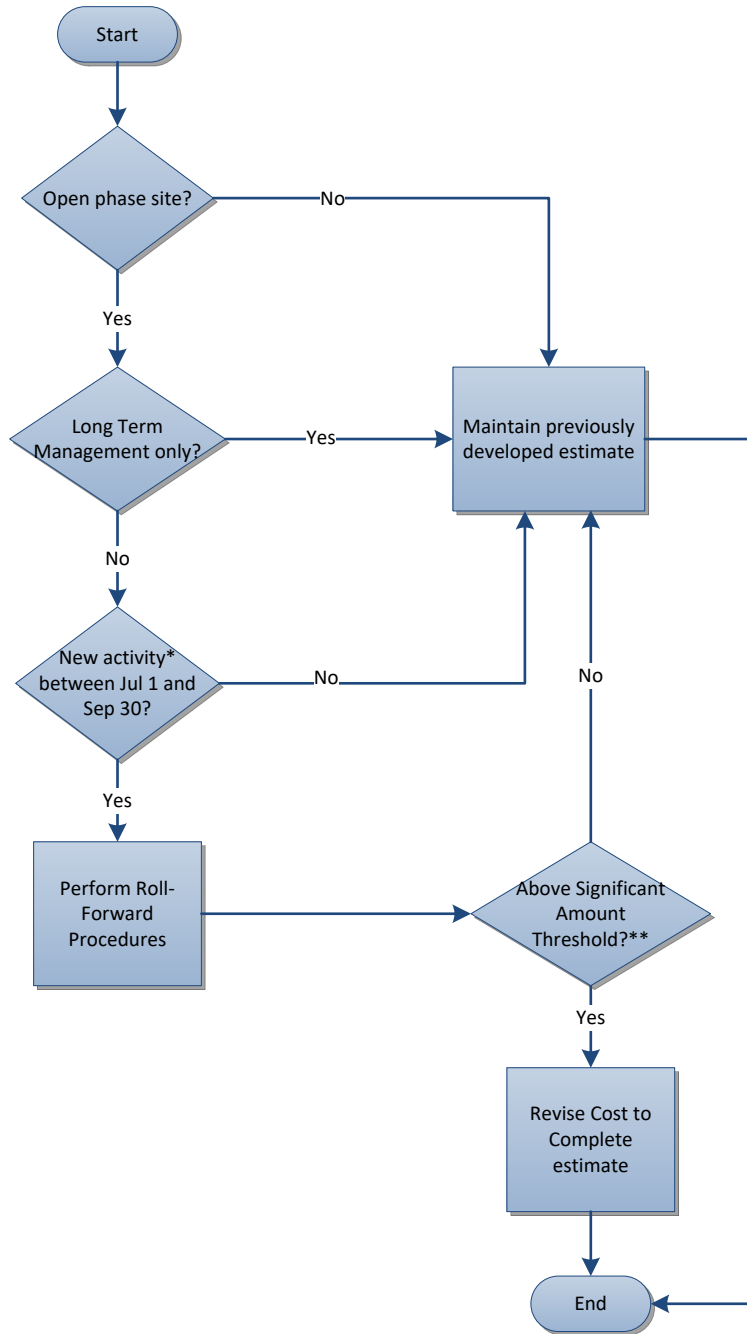 Start
Open phase site?
No
Yes
Long Term
Management only?
Yes
Maintain previously
developed estimate
No
New activity*
between Jul 1 and
Sep 30?
No
No
Yes
Perform Roll-
Forward
Procedures
Above Significant
Amount
Threshold?**
Yes
Revise Cost to
Complete
estimate
End